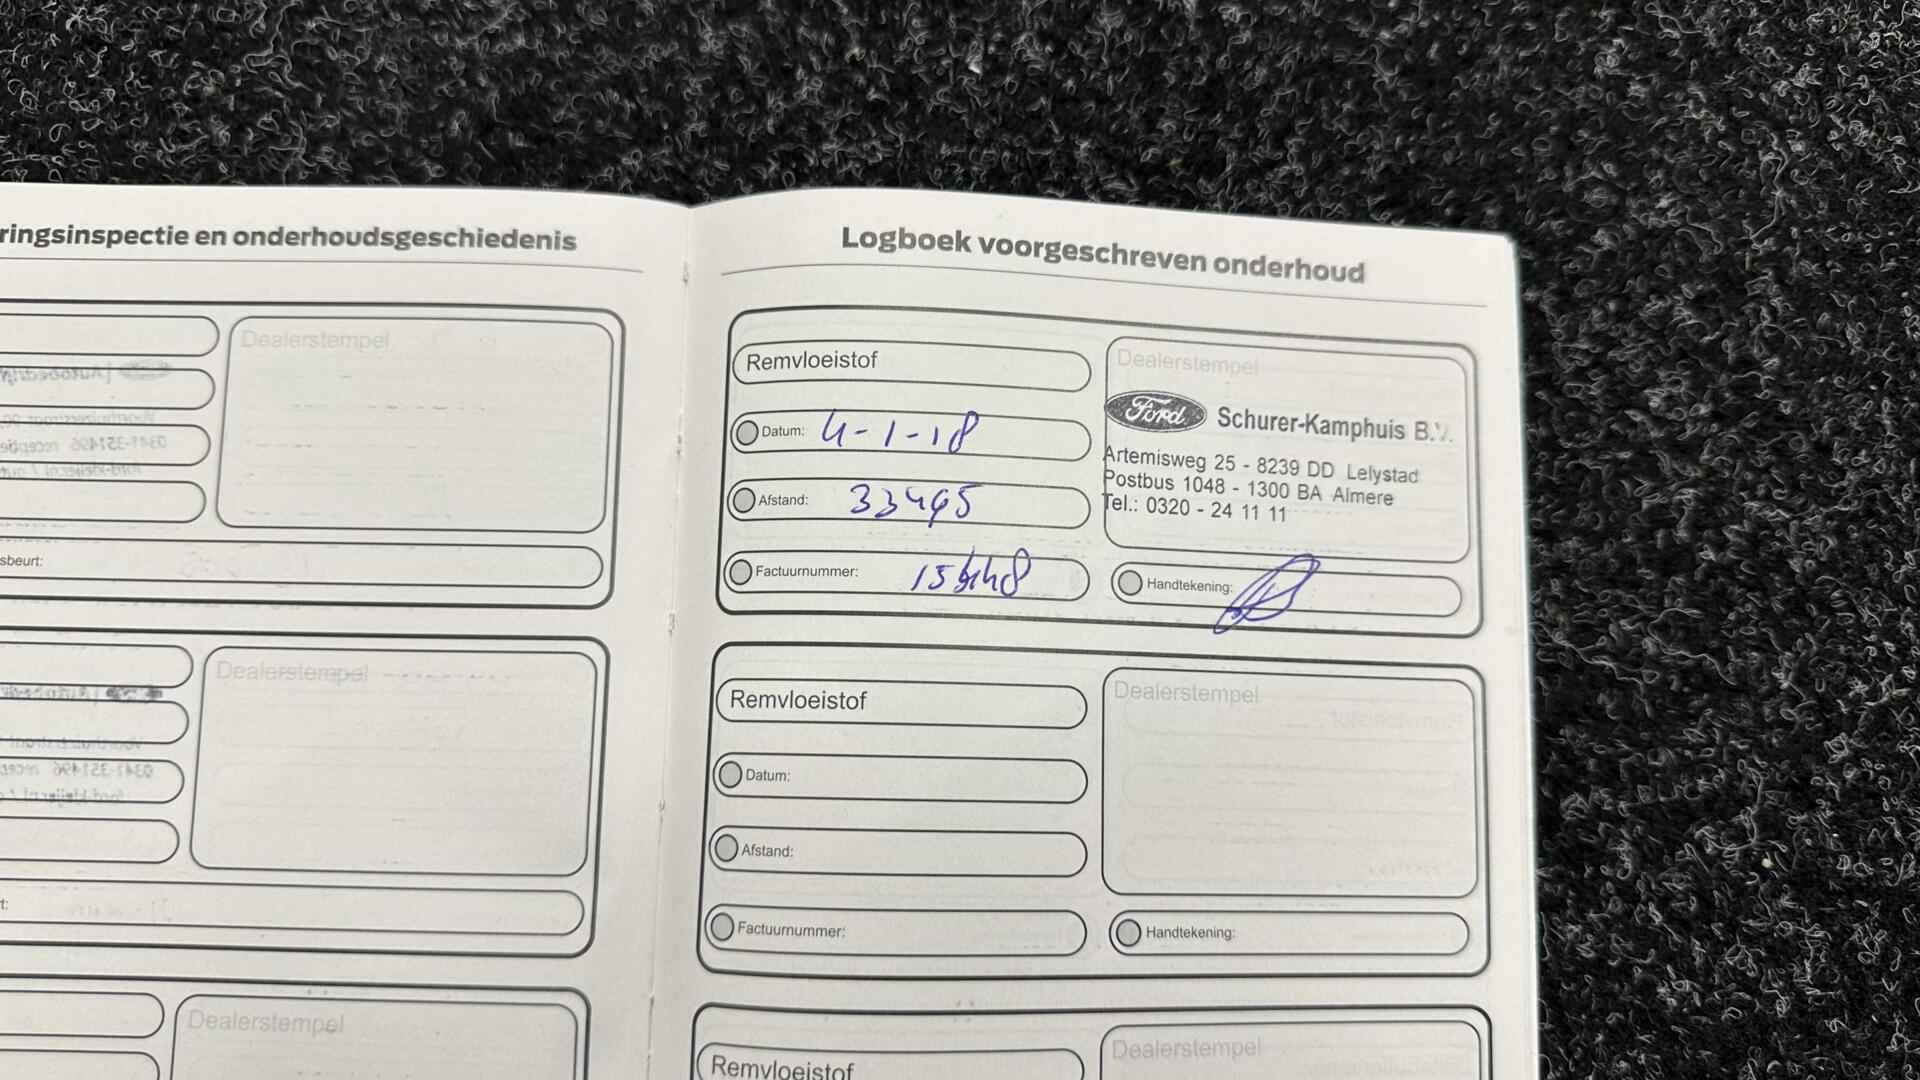 ringsinspectie en onderhoudsgeschiedenis
Dealerstempel
sbeurt:
Dealerstempel
t:
Dealerstempel
Logboek voorgeschreven onderhoud
Remvloeistof
Datum: 4-1-18
Afstand: 33495
Factuurnummer:
Dealerstempel
Ford Schurer-Kamphuis B.V.
Artemisweg 25 - 8239 DD Lelystad
Postbus 1048 - 1300 BA Almere
Tel.: 0320 - 24 11 11
Handtekening:
Remvloeistof
Datum:
Afstand:
Factuurnummer:
Dealerstempel
Handtekening:
Remvloeistof
Dealerstempel